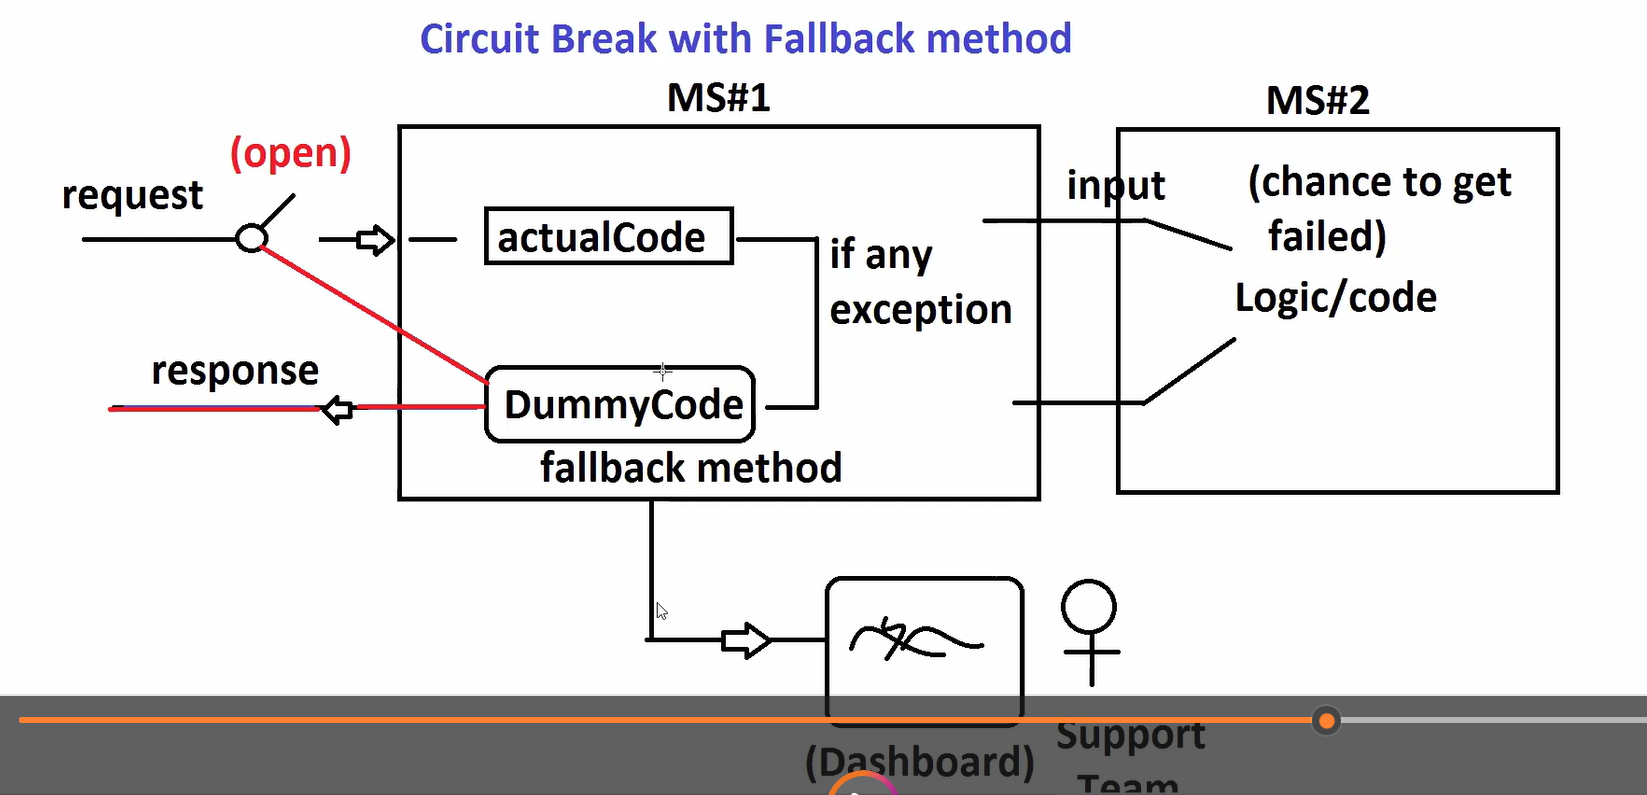 Circuit Break with Fallback method
MS#1
MS#2
(open)
request
input
(chance to get
failed)
actualCode
if any
exception
Logic/code
response
DummyCode
fallback method
(Dashboard)
Support
Team